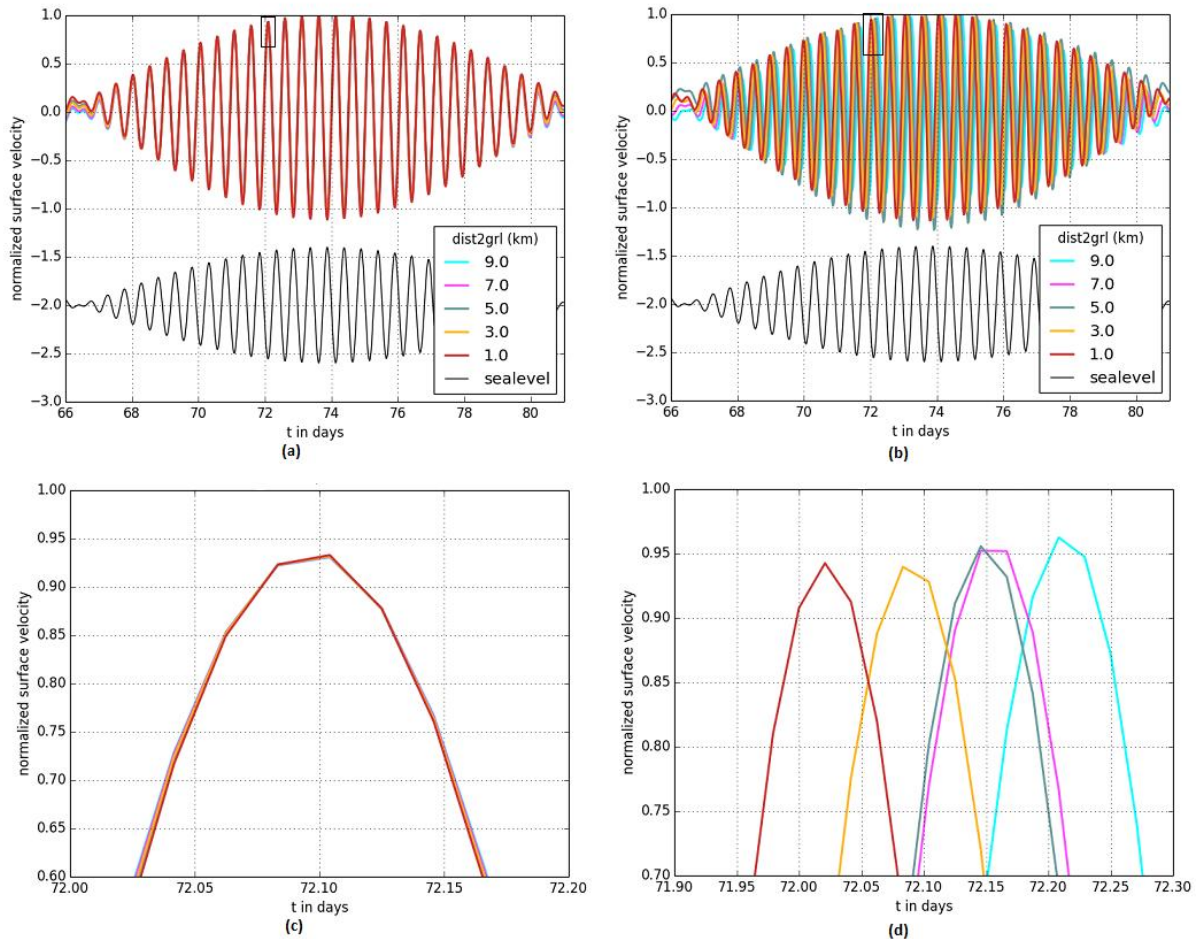 1.0
0.5
0.0
−0.5
−1.0
−1.5
−2.0
−2.5
−3.0
normalized surface velocity
dist2grl (km)
9.0
7.0
5.0
3.0
1.0
sealevel
66 68 70 72 74 76 78 80
t in days
(a)
1.0
0.5
0.0
−0.5
−1.0
−1.5
−2.0
−2.5
−3.0
normalized surface velocity
dist2grl (km)
9.0
7.0
5.0
3.0
1.0
sealevel
66 68 70 72 74 76 78 80
t in days
(b)
1.00
0.95
0.90
0.85
0.80
0.75
0.70
0.65
0.60
normalized surface velocity
72.00 72.05 72.10 72.15 72.20
t in days
(c)
1.00
0.95
0.90
0.85
0.80
0.75
0.70
normalized surface velocity
71.90 71.95 72.00 72.05 72.10 72.15 72.20 72.25 72.30
t in days
(d)